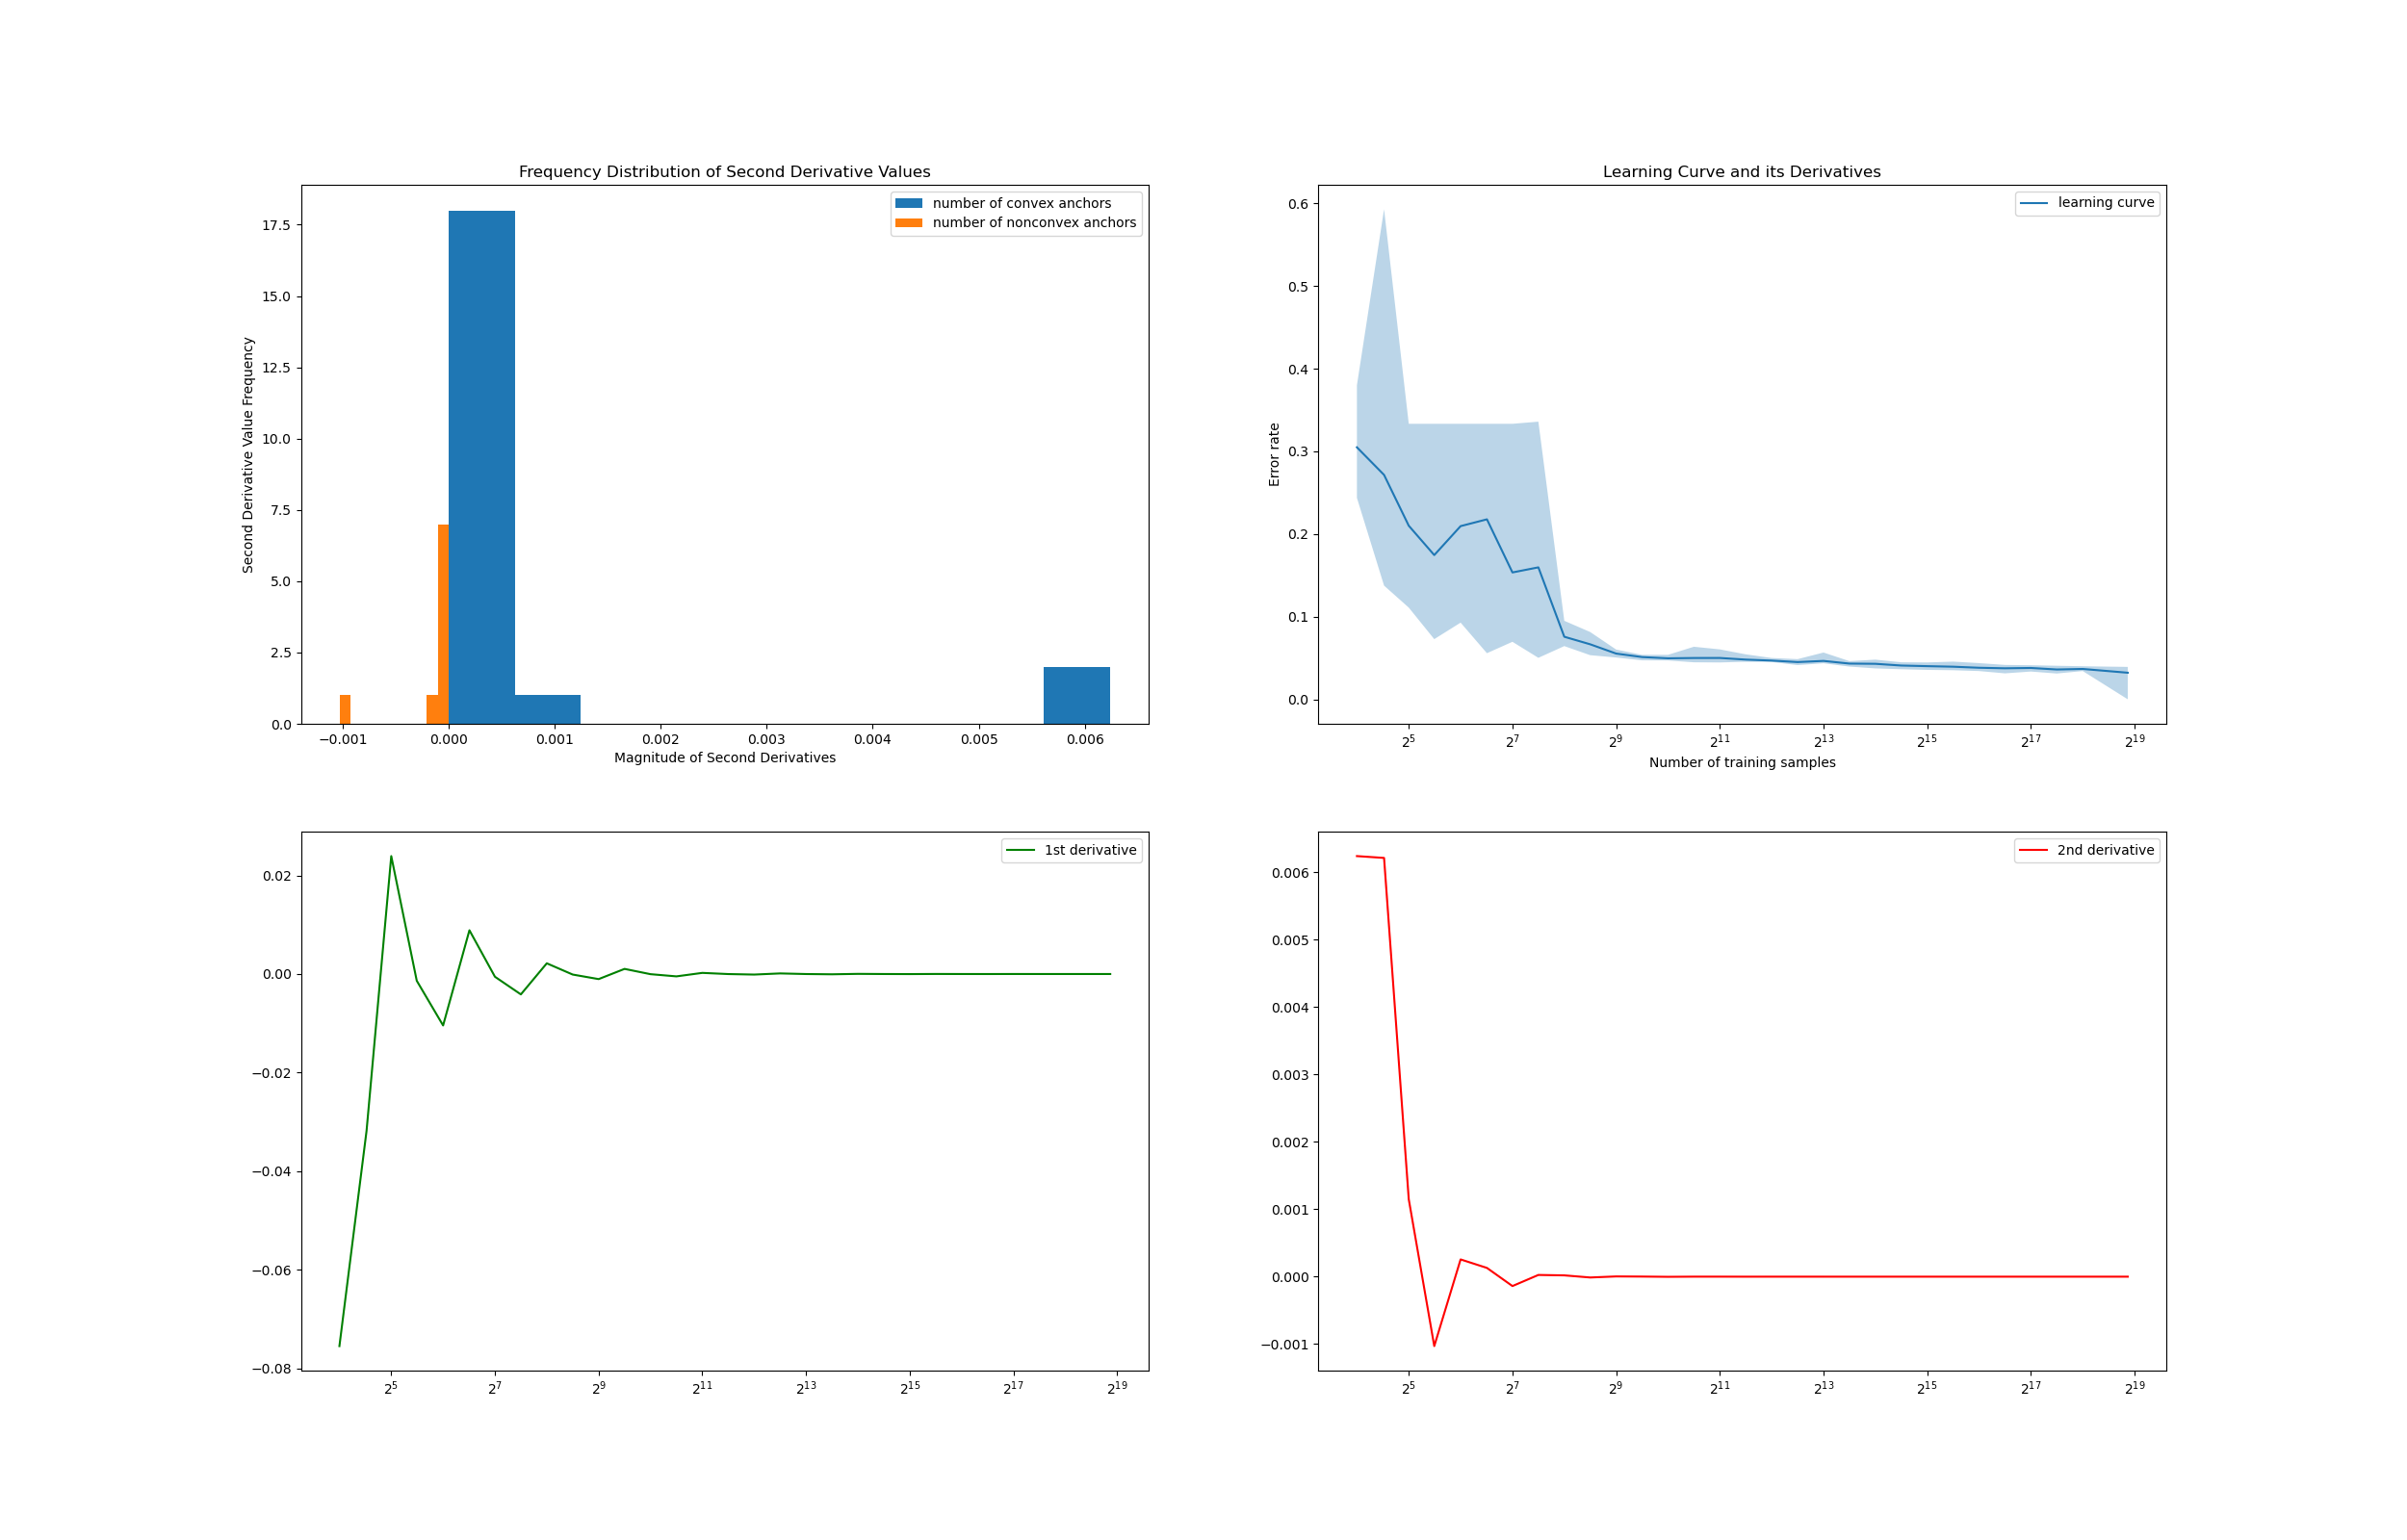 Frequency Distribution of Second Derivative Values
number of convex anchors
number of nonconvex anchors
17.5
15.0
12.5
10.0
7.5
5.0
2.5
0.0
Second Derivative Value Frequency
−0.001 0.000 0.001 0.002 0.003 0.004 0.005 0.006
Magnitude of Second Derivatives
Learning Curve and its Derivatives
learning curve
0.6
0.5
0.4
0.3
0.2
0.1
0.0
Error rate
2^5 2^7 2^9 2^11 2^13 2^15 2^17 2^19
Number of training samples
1st derivative
0.02
0.00
−0.02
−0.04
−0.06
−0.08
2^5 2^7 2^9 2^11 2^13 2^15 2^17 2^19
2nd derivative
0.006
0.005
0.004
0.003
0.002
0.001
0.000
−0.001
2^5 2^7 2^9 2^11 2^13 2^15 2^17 2^19